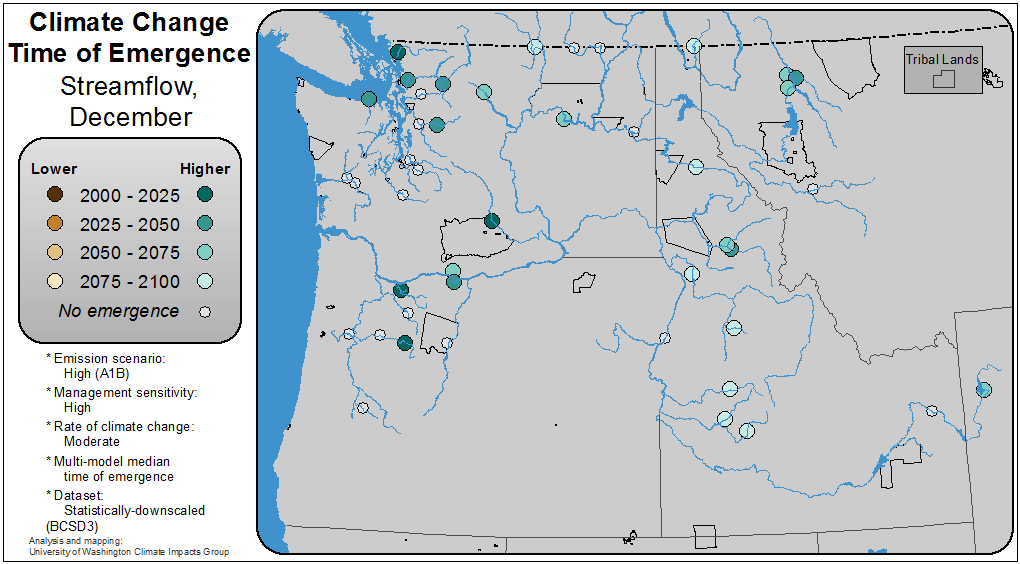 Climate Change
Time of Emergence
Streamflow,
December
Lower Higher
2000 - 2025
2025 - 2050
2050 - 2075
2075 - 2100
No emergence
* Emission scenario:
High (A1B)
* Management sensitivity:
High
* Rate of climate change:
Moderate
* Multi-model median
time of emergence
* Dataset:
Statistically-downscaled
(BCSD3)
Analysis and mapping:
University of Washington Climate Impacts Group
Tribal Lands